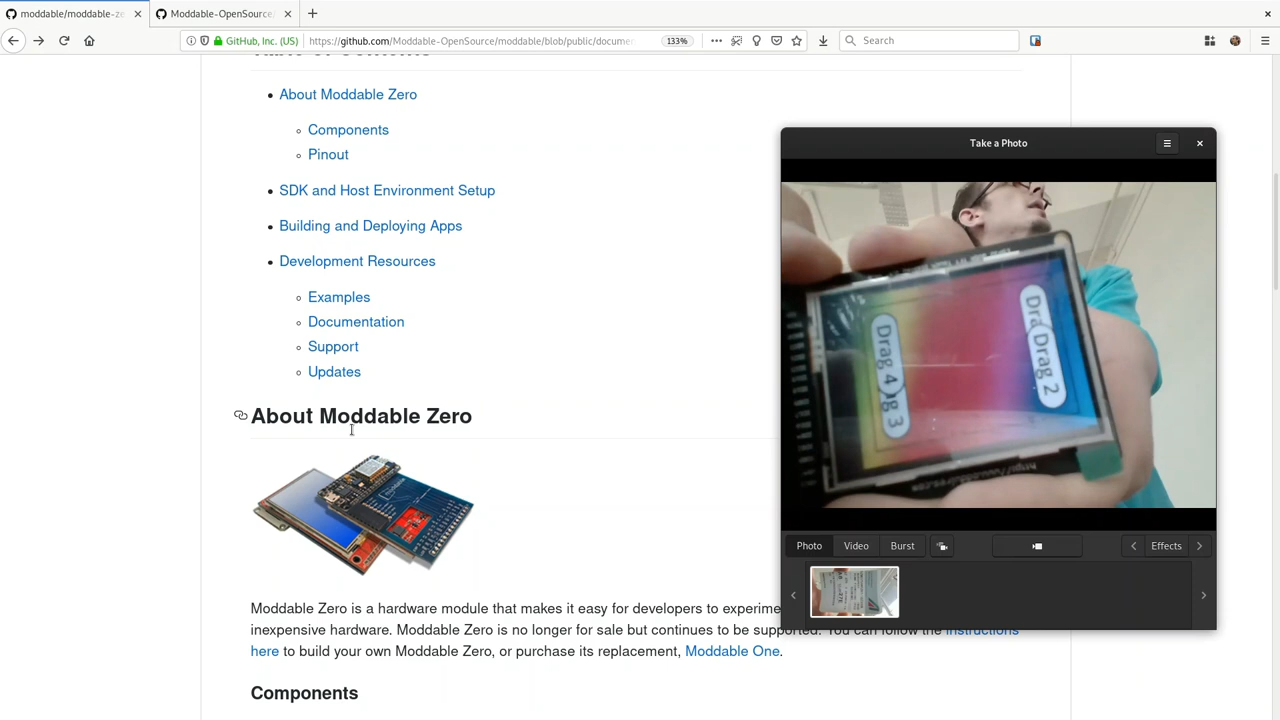 moddable/moddable-ze
Moddable-OpenSource/
GitHub, Inc. (US)
https://github.com/Moddable-OpenSource/moddable/blob/public/docume
133%
Search
About Moddable Zero
Components
Pinout
SDK and Host Environment Setup
Building and Deploying Apps
Development Resources
Examples
Documentation
Support
Updates
About Moddable Zero
Moddable Zero is a hardware module that makes it easy for developers to experime
inexpensive hardware. Moddable Zero is no longer for sale but continues to be supported. You can follow the instructions
here to build your own Moddable Zero, or purchase its replacement, Moddable One.
Components
Take a Photo
Drag 2
Drag 4
g 3
Photo
Video
Burst
Effects